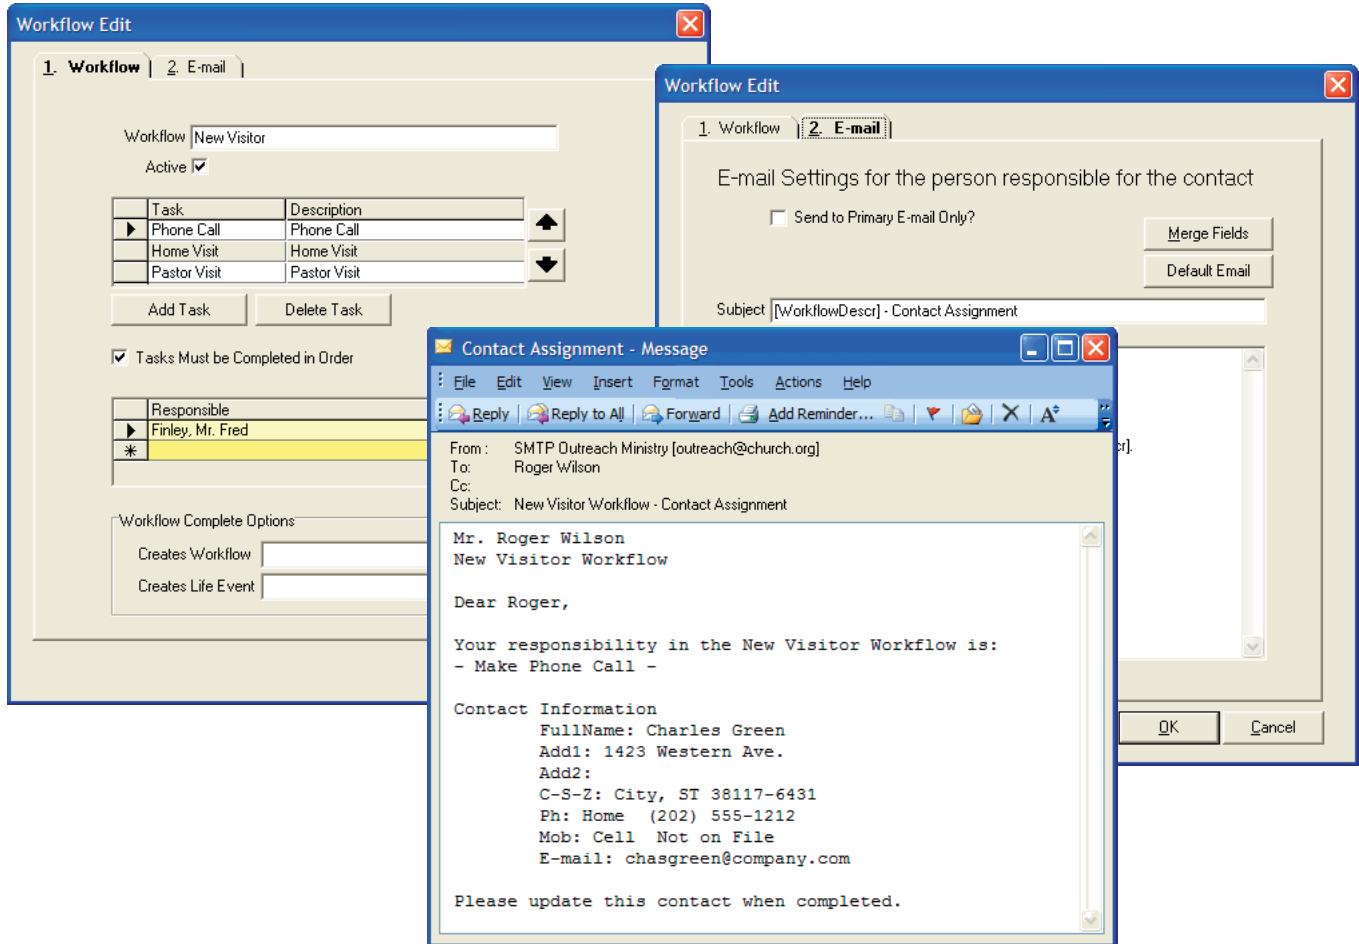 Workflow Edit
1. Workflow
2. E-mail
Workflow New Visitor
Active
Task Description
Phone Call Phone Call
Home Visit Home Visit
Pastor Visit Pastor Visit
Add Task Delete Task
Tasks Must be Completed in Order
Responsible
Finley, Mr. Fred
Workflow Complete Options
Creates Workflow
Creates Life Event
Workflow Edit
1. Workflow
2. E-mail
E-mail Settings for the person responsible for the contact
Send to Primary E-mail Only?
Merge Fields
Default Email
Subject [WorkflowDescr] - Contact Assignment
cr].
OK Cancel
Contact Assignment - Message
File Edit View Insert Format Tools Actions Help
Reply Reply to All Forward Add Reminder... A
From: SMTP Outreach Ministry [outreach@church.org]
To: Roger Wilson
Cc:
Subject: New Visitor Workflow - Contact Assignment
Mr. Roger Wilson
New Visitor Workflow
Dear Roger,
Your responsibility in the New Visitor Workflow is:
- Make Phone Call -
Contact Information
FullName: Charles Green
Add1: 1423 Western Ave.
Add2:
C-S-Z: City, ST 38117-6431
Ph: Home (202) 555-1212
Mob: Cell Not on File
E-mail: chasgreen@company.com
Please update this contact when completed.